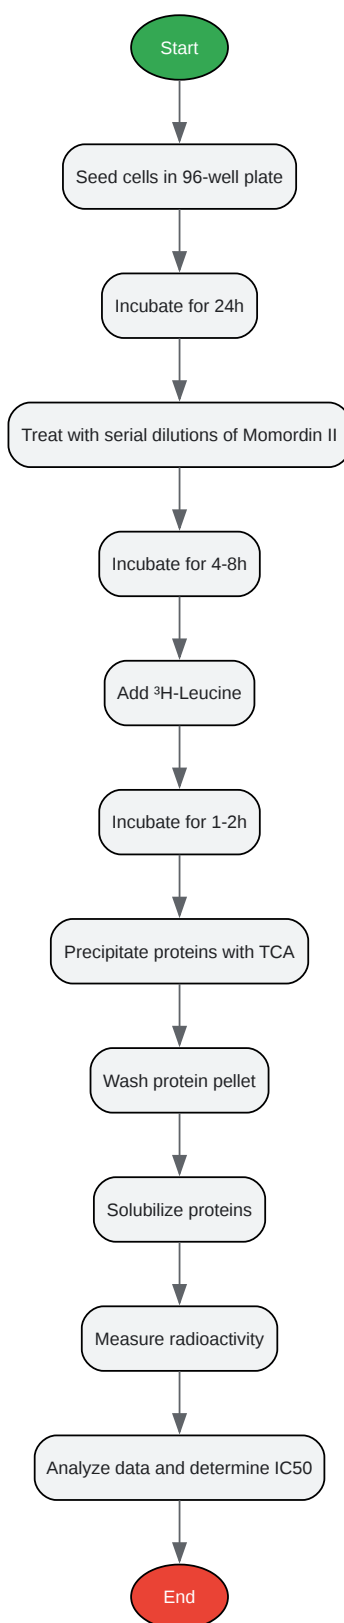 Start
Seed cells in 96-well plate
Incubate for 24h
Treat with serial dilutions of Momordin II
Incubate for 4-8h
Add ³H-Leucine
Incubate for 1-2h
Precipitate proteins with TCA
Wash protein pellet
Solubilize proteins
Measure radioactivity
Analyze data and determine IC50
End